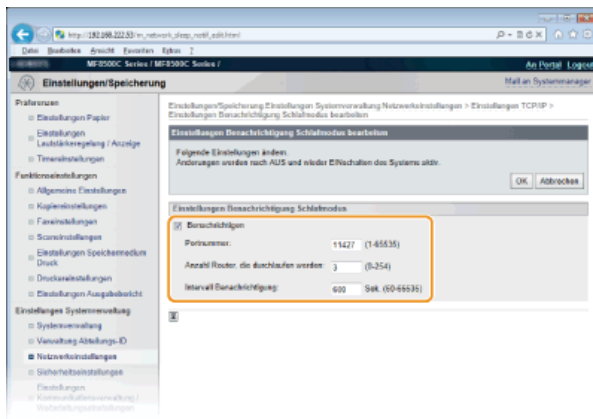 http://192.168.222.53/m_network_sleep_notif_edit.html
Datei Bearbeiten Ansicht Favoriten Extras ?
MF8500C Series / MF8500C Series /
An Portal Logout
Einstellungen/Speicherung
Mail an Systemmanager
Präferenzen
Einstellungen Papier
Einstellungen
Lautstärkeregelung / Anzeige
Timereinstellungen
Funktionseinstellungen
Allgemeine Einstellungen
Kopiereinstellungen
Faxeinstellungen
Scaneinstellungen
Einstellungen Speichermedium
Druck
Druckereinstellungen
Einstellungen Ausgabebericht
Einstellungen Systemverwaltung
Systemverwaltung
Verwaltung Abteilungs-ID
Netzwerkeinstellungen
Sicherheitseinstellungen
Einstellungen
Kommunikationsverwaltung /
Weiterleitungseinstellungen
Einstellungen/Speicherung:Einstellungen Systemverwaltung:Netzwerkeinstellungen > Einstellungen TCP/IP >
Einstellungen Benachrichtigung Schlafmodus bearbeiten
Einstellungen Benachrichtigung Schlafmodus bearbeiten
Folgende Einstellungen ändern.
Änderungen werden nach AUS und wieder EINschalten des Systems aktiv.
OK Abbrechen
Einstellungen Benachrichtigung Schlafmodus
Benachrichtigen
Portnummer: 11427 (1-65535)
Anzahl Router, die durchlaufen werden: 3 (0-254)
Intervall Benachrichtigung: 600 Sek. (60-65535)